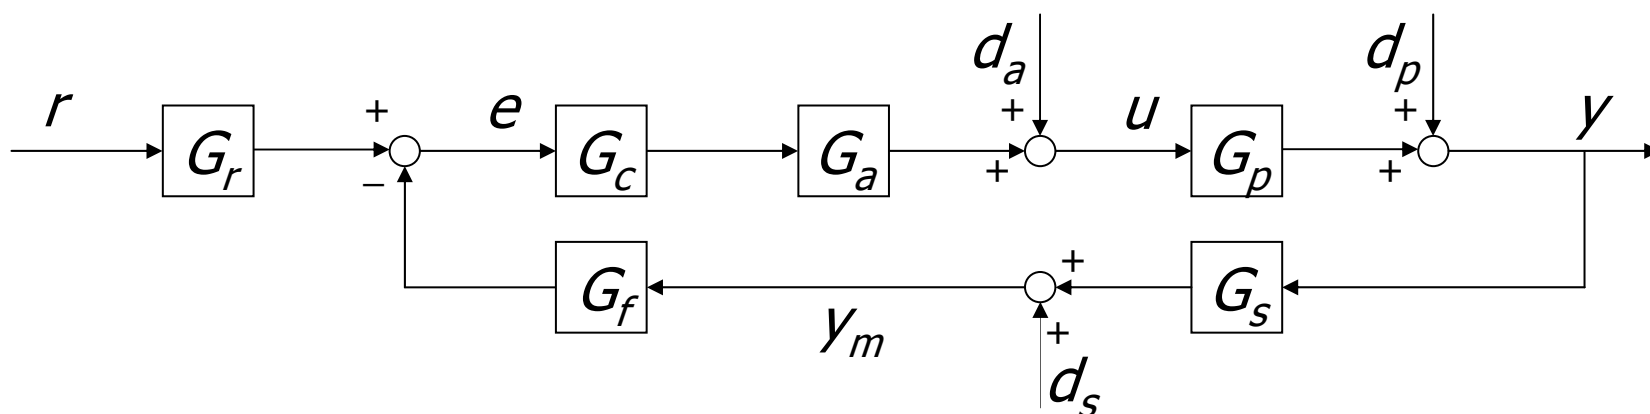 d_a d_p
r + e + u + y
G_r G_c G_a G_p
− + +
G_f + G_s
y_m +
d_s